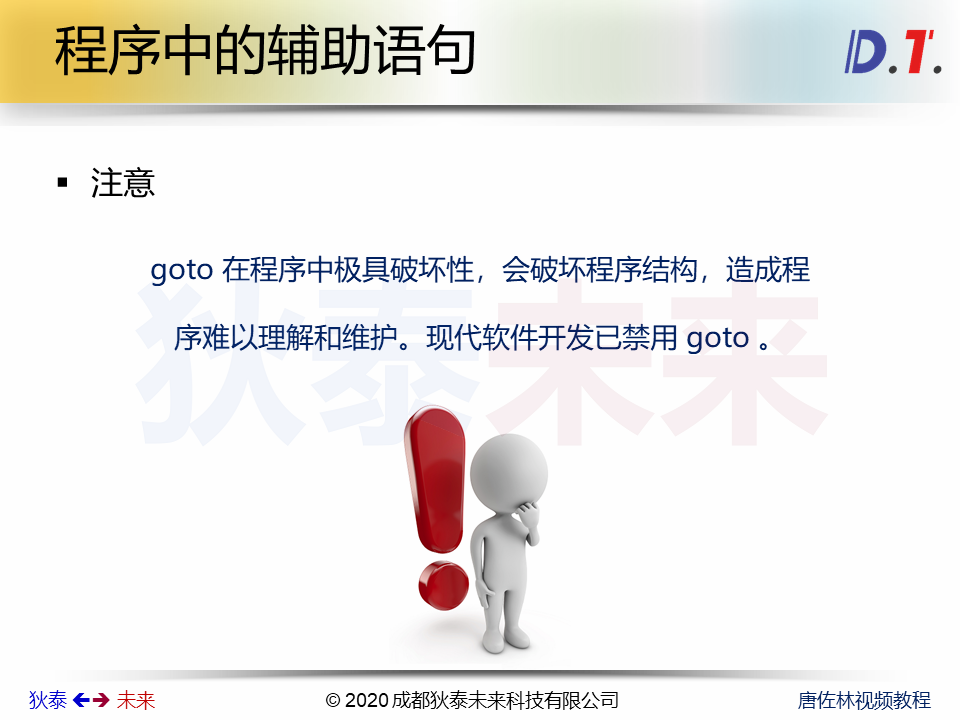 程序中的辅助语句
D.T.
▪ 注意
goto 在程序中极具破坏性，会破坏程序结构，造成程
序难以理解和维护。现代软件开发已禁用 goto 。
狄泰未来
狄泰 未来
© 2020 成都狄泰未来科技有限公司
唐佐林视频教程